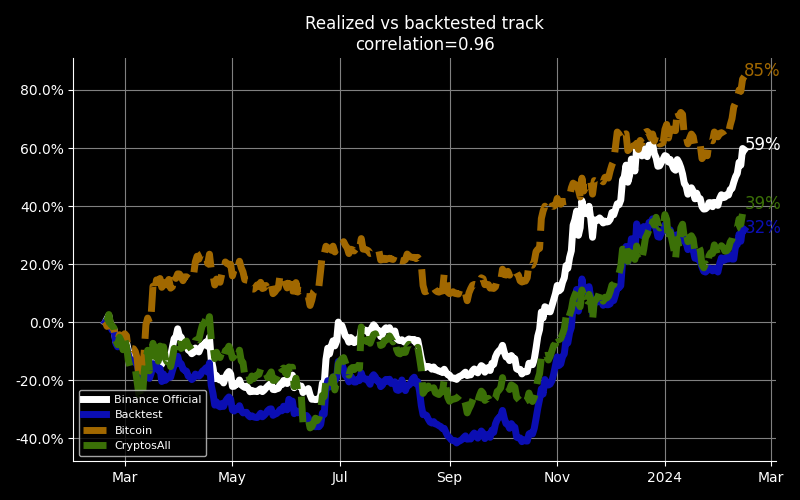 Realized vs backtested track
correlation=0.96
85%
80.0%
60.0%
59%
40.0%
39%
32%
20.0%
0.0%
-20.0%
-40.0%
Binance Official
Backtest
Bitcoin
CryptosAll
Mar
May
Jul
Sep
Nov
2024
Mar